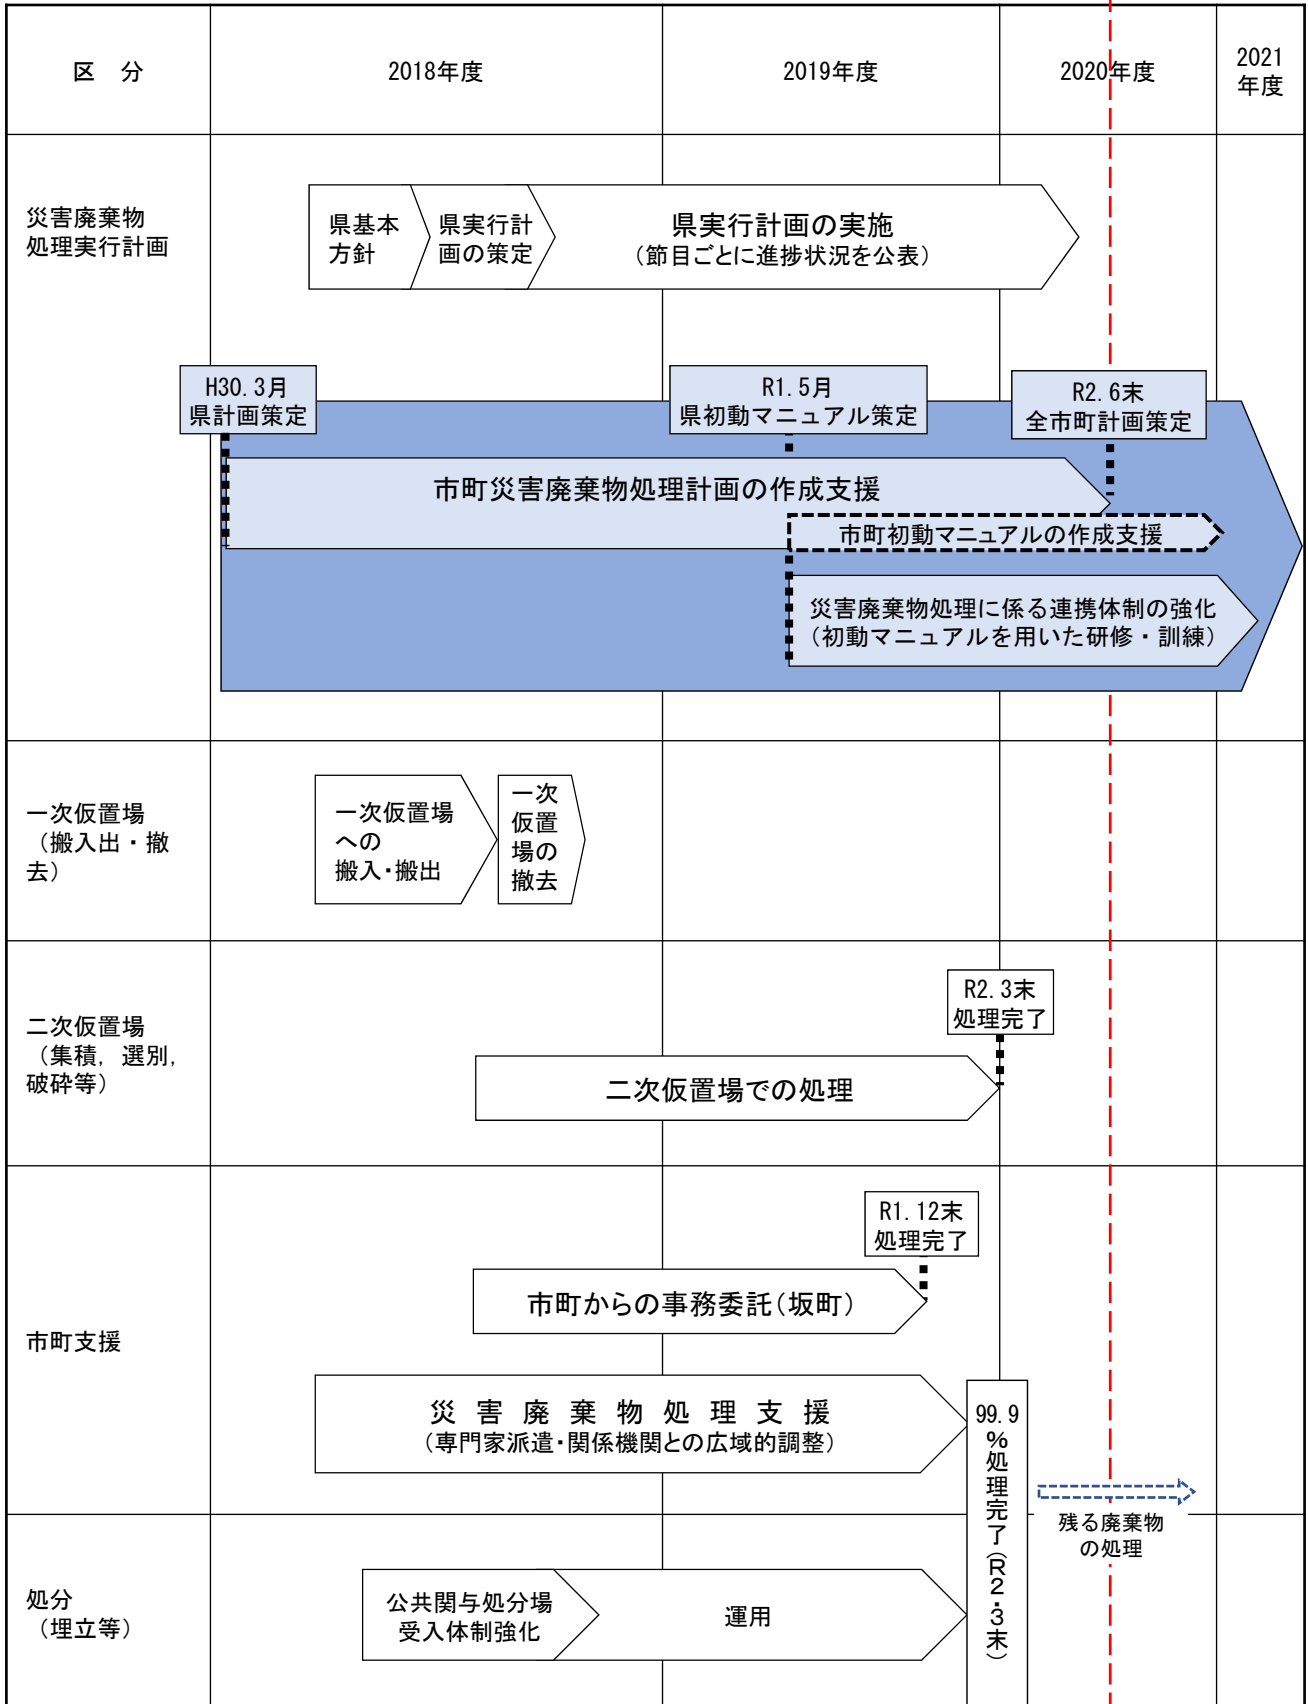 区　分
2018年度
2019年度
2020年度
2021
年度
災害廃棄物
処理実行計画
県基本
方針
県実行計
画の策定
県実行計画の実施
（節目ごとに進捗状況を公表）
H30.3月
県計画策定
R1.5月
県初動マニュアル策定
R2.6末
全市町計画策定
市町災害廃棄物処理計画の作成支援
市町初動マニュアルの作成支援
災害廃棄物処理に係る連携体制の強化
（初動マニュアルを用いた研修・訓練）
一次仮置場
（搬入出・撤
去）
一次仮置場
への
搬入・搬出
一次
仮置
場の
撤去
二次仮置場
（集積，選別，
破砕等）
R2.3末
処理完了
二次仮置場での処理
市町支援
R1.12末
処理完了
市町からの事務委託（坂町）
災 害 廃 棄 物 処 理 支 援
（専門家派遣・関係機関との広域的調整）
99.9
％処理完了（R2・3末）
残る廃棄物
の処理
処分
（埋立等）
公共関与処分場
受入体制強化
運用